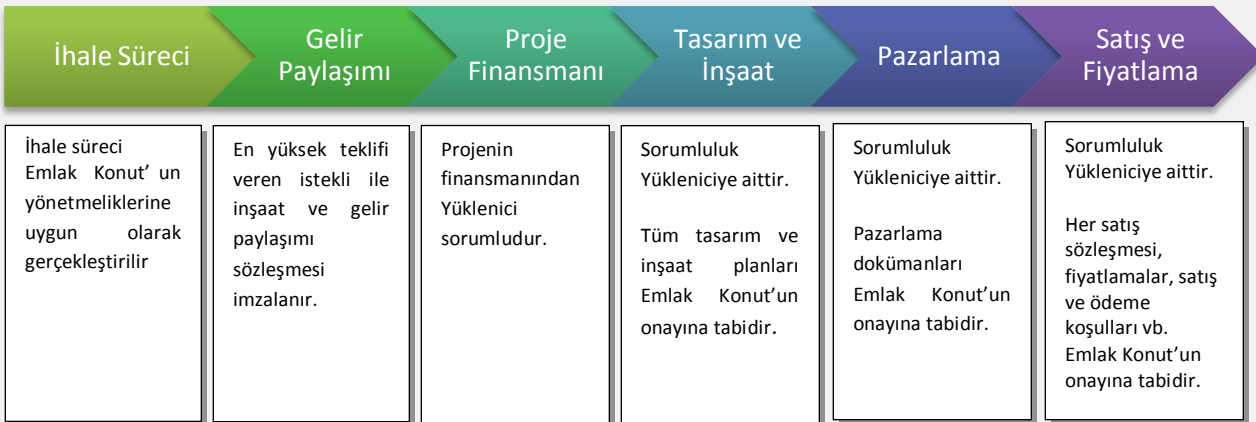 İhale Süreci
Gelir
Paylaşımı
Proje
Finansmanı
Tasarım ve
İnşaat
Pazarlama
Satış ve
Fiyatlama
İhale süreci
Emlak Konut' un
yönetmeliklerine
uygun olarak
gerçekleştirilir
En yüksek teklifi
veren istekli ile
inşaat ve gelir
paylaşımı
sözleşmesi
imzalanır.
Projenin
finansmanından
Yüklenici
sorumludur.
Sorumluluk
Yükleniciye aittir.
Tüm tasarım ve
inşaat planları
Emlak Konut'un
onayına tabidir.
Sorumluluk
Yükleniciye aittir.
Pazarlama
dokümanları
Emlak Konut'un
onayına tabidir.
Sorumluluk
Yükleniciye aittir.
Her satış
sözleşmesi,
fiyatlamalar, satış
ve ödeme
koşulları vb.
Emlak Konut'un
onayına tabidir.